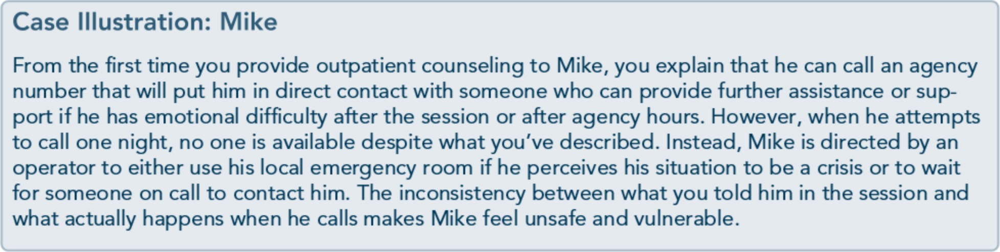 Case Illustration: Mike
From the first time you provide outpatient counseling to Mike, you explain that he can call an agency
number that will put him in direct contact with someone who can provide further assistance or sup-
port if he has emotional difficulty after the session or after agency hours. However, when he attempts
to call one night, no one is available despite what you’ve described. Instead, Mike is directed by an
operator to either use his local emergency room if he perceives his situation to be a crisis or to wait
for someone on call to contact him. The inconsistency between what you told him in the session and
what actually happens when he calls makes Mike feel unsafe and vulnerable.